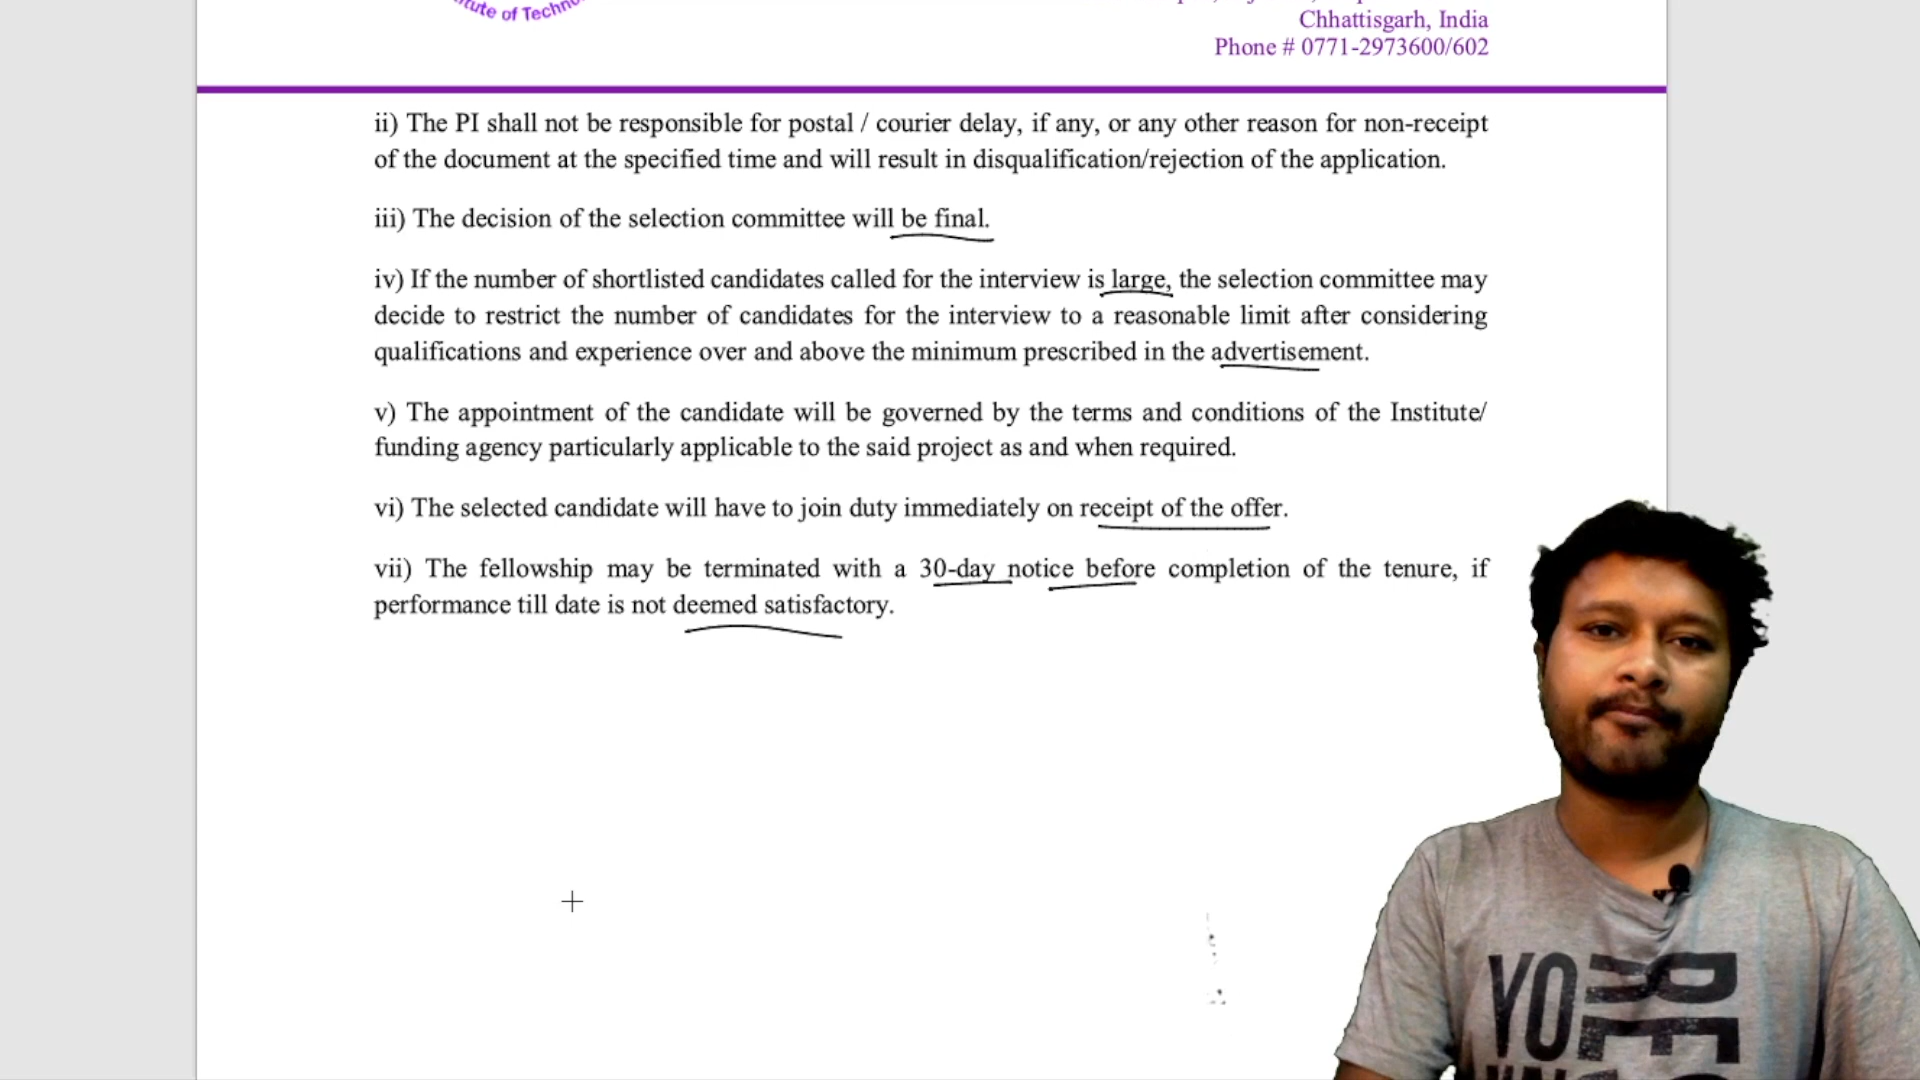 tute of Techno
Chhattisgarh, India
Phone # 0771-2973600/602
ii) The PI shall not be responsible for postal / courier delay, if any, or any other reason for non-receipt
of the document at the specified time and will result in disqualification/rejection of the application.
iii) The decision of the selection committee will be final.
iv) If the number of shortlisted candidates called for the interview is large, the selection committee may
decide to restrict the number of candidates for the interview to a reasonable limit after considering
qualifications and experience over and above the minimum prescribed in the advertisement.
v) The appointment of the candidate will be governed by the terms and conditions of the Institute/
funding agency particularly applicable to the said project as and when required.
vi) The selected candidate will have to join duty immediately on receipt of the offer.
vii) The fellowship may be terminated with a 30-day notice before completion of the tenure, if
performance till date is not deemed satisfactory.
YO